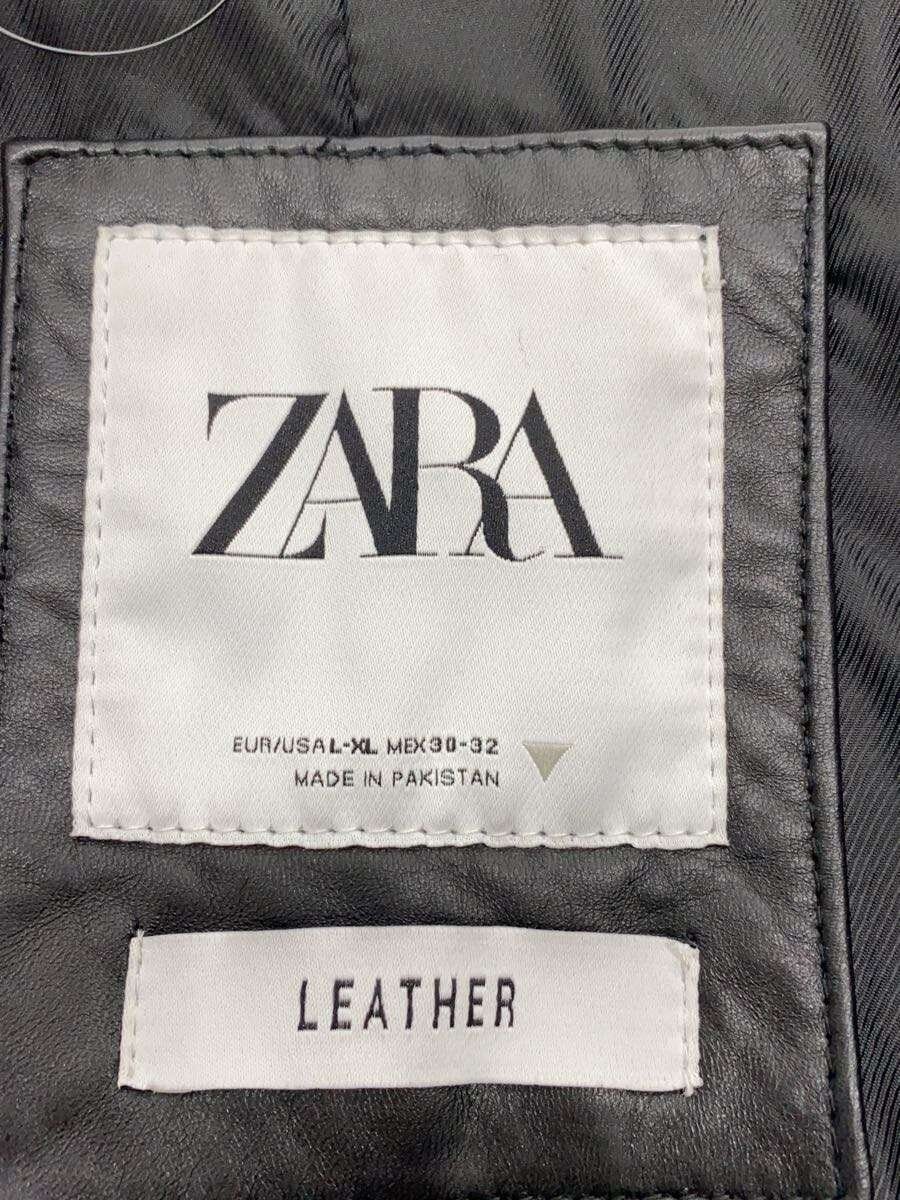 ZARA
EUR/USA L-XL MEX 30-32
MADE IN PAKISTAN
LEATHER